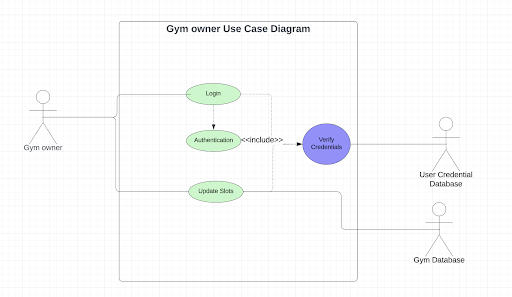 Gym owner Use Case Diagram
Login
Authentication
<<include>>
Verify
Credentials
Gym owner
User Credential
Database
Update Slots
Gym Database